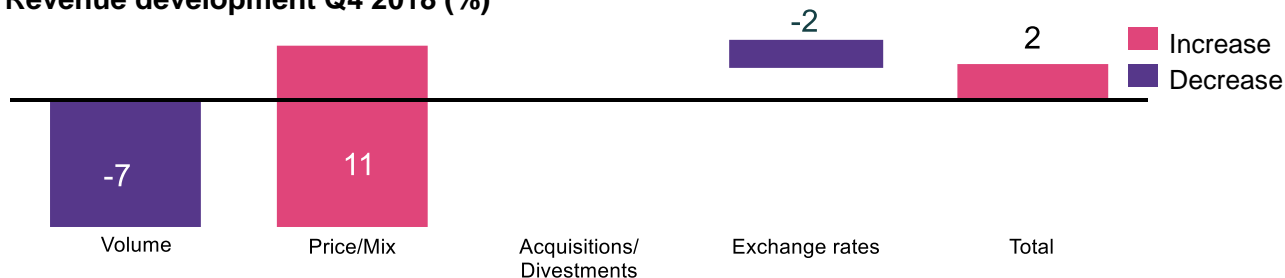 Revenue development Q4 2018 (%)
-2
2
Increase
Decrease
-7
11
Volume
Price/Mix
Acquisitions/
Divestments
Exchange rates
Total